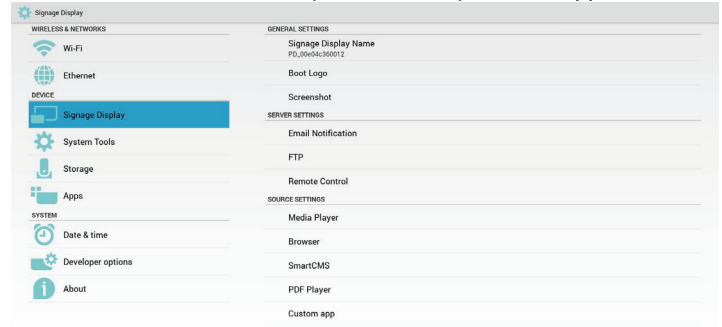 Signage Display
WIRELESS & NETWORKS
Wi-Fi
Ethernet
DEVICE
Signage Display
System Tools
Storage
Apps
SYSTEM
Date & time
Developer options
About
GENERAL SETTINGS
Signage Display Name
PD_00e04c360012
Boot Logo
Screenshot
SERVER SETTINGS
Email Notification
FTP
Remote Control
SOURCE SETTINGS
Media Player
Browser
SmartCMS
PDF Player
Custom app